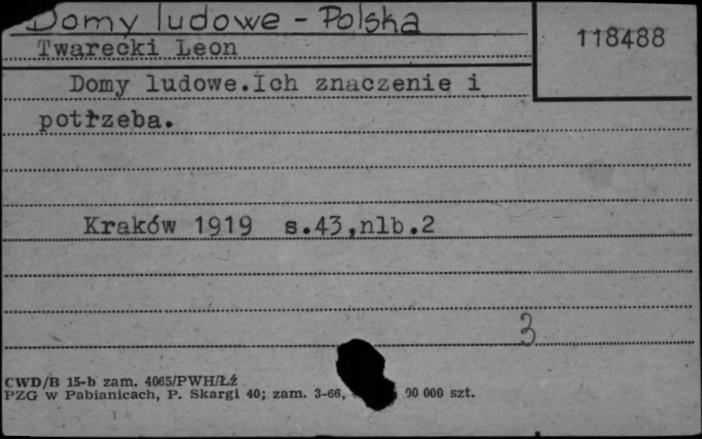 Domy ludowe - Polska
118488
Twarecki Leon
Domy ludowe.Ich znaczenie i
potrzeba.
Kraków 1919 s.43,nlb.2
3
CWD/B 15-b zam. 4065/PWH/Łź
PZG w Pabianicach, P. Skargi 40; zam. 3-66, 00 000 szt.